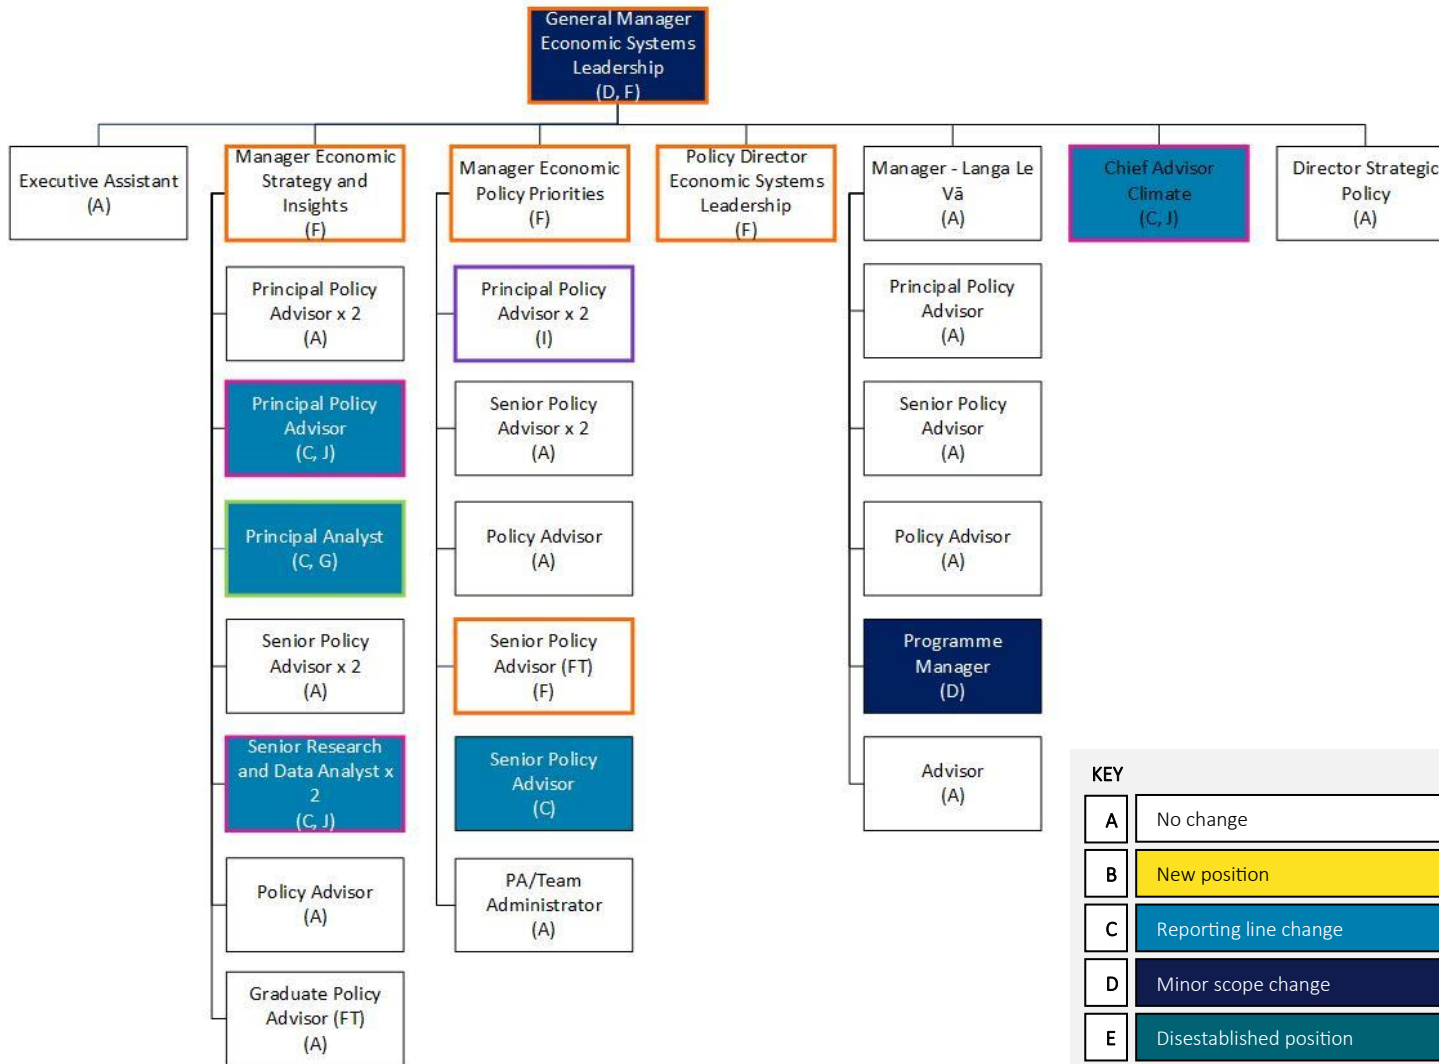 General Manager
Economic Systems
Leadership
(D, F)
Executive Assistant
(A)
Manager Economic
Strategy and
Insights
(F)
Manager Economic
Policy Priorities
(F)
Policy Director
Economic Systems
Leadership
(F)
Manager - Langa Le
Vā
(A)
Chief Advisor
Climate
(C, J)
Director Strategic
Policy
(A)
Principal Policy
Advisor x 2
(A)
Principal Policy
Advisor
(C, J)
Principal Analyst
(C, G)
Senior Policy
Advisor x 2
(A)
Senior Research
and Data Analyst x
2
(C, J)
Policy Advisor
(A)
Graduate Policy
Advisor (FT)
(A)
Principal Policy
Advisor x 2
(I)
Senior Policy
Advisor x 2
(A)
Policy Advisor
(A)
Senior Policy
Advisor (FT)
(F)
Senior Policy
Advisor
(C)
PA/Team
Administrator
(A)
Principal Policy
Advisor
(A)
Senior Policy
Advisor
(A)
Policy Advisor
(A)
Programme
Manager
(D)
Advisor
(A)
KEY
A No change
B New position
C Reporting line change
D Minor scope change
E Disestablished position